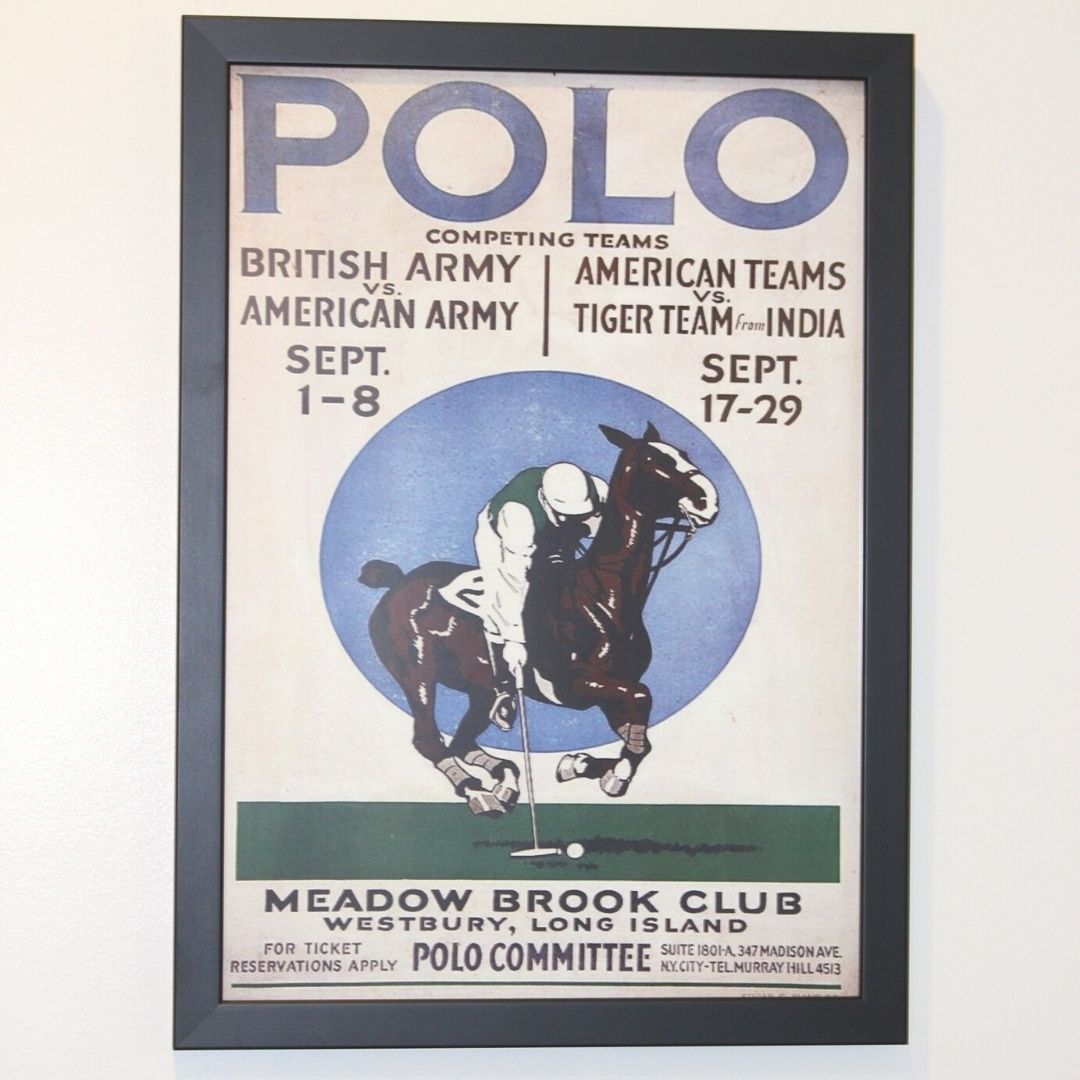 POLO
COMPETING TEAMS
BRITISH ARMY
VS.
AMERICAN ARMY
SEPT.
1-8
AMERICAN TEAMS
VS.
TIGER TEAM from INDIA
SEPT.
17-29
MEADOW BROOK CLUB
WESTBURY, LONG ISLAND
FOR TICKET
RESERVATIONS APPLY
POLO COMMITTEE
SUITE 1801-A, 347 MADISON AVE.
N.Y. CITY-TEL. MURRAY HILL 4513